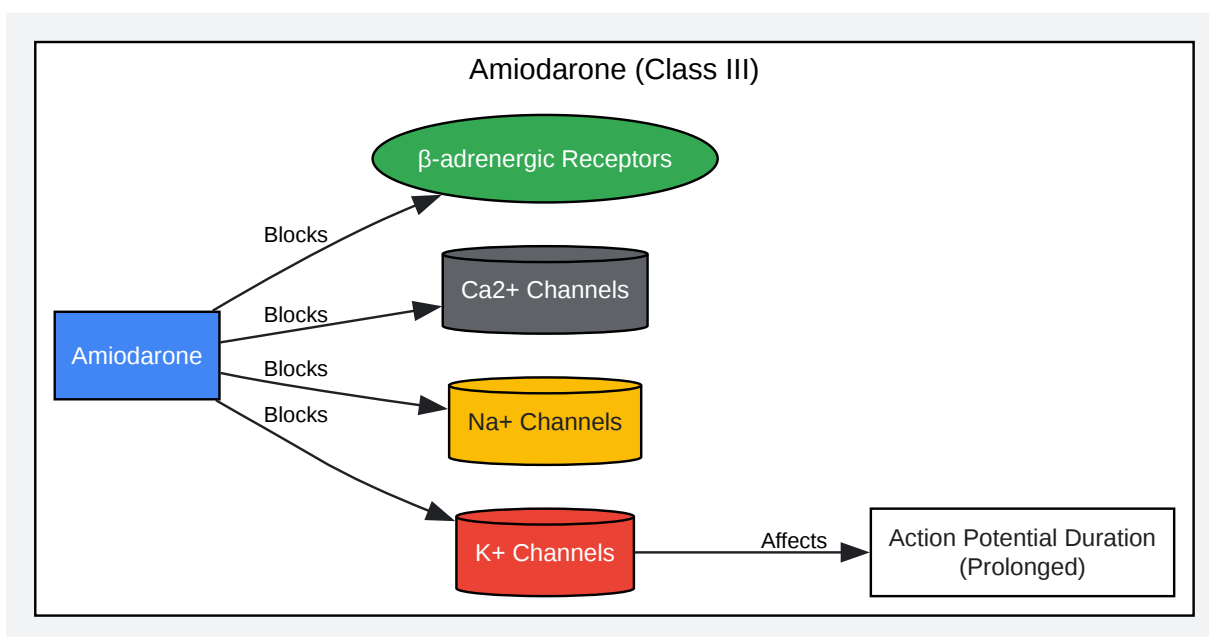 Amiodarone (Class III)
β-adrenergic Receptors
Blocks
Ca2+ Channels
Blocks
Amiodarone
Blocks
Na+ Channels
Blocks
K+ Channels
Affects
Action Potential Duration
(Prolonged)